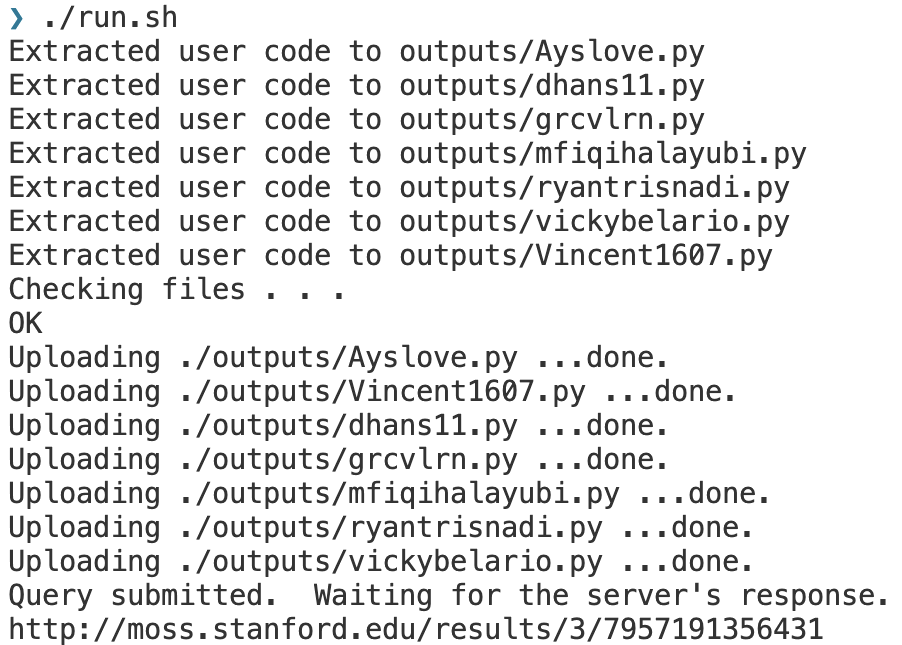 ❯ ./run.sh
Extracted user code to outputs/Ayslove.py
Extracted user code to outputs/dhans11.py
Extracted user code to outputs/grcvlrn.py
Extracted user code to outputs/mfiqihalayubi.py
Extracted user code to outputs/ryantrisnadi.py
Extracted user code to outputs/vickybelario.py
Extracted user code to outputs/Vincent1607.py
Checking files . . .
OK
Uploading ./outputs/Ayslove.py ...done.
Uploading ./outputs/Vincent1607.py ...done.
Uploading ./outputs/dhans11.py ...done.
Uploading ./outputs/grcvlrn.py ...done.
Uploading ./outputs/mfiqihalayubi.py ...done.
Uploading ./outputs/ryantrisnadi.py ...done.
Uploading ./outputs/vickybelario.py ...done.
Query submitted.  Waiting for the server's response.
http://moss.stanford.edu/results/3/7957191356431